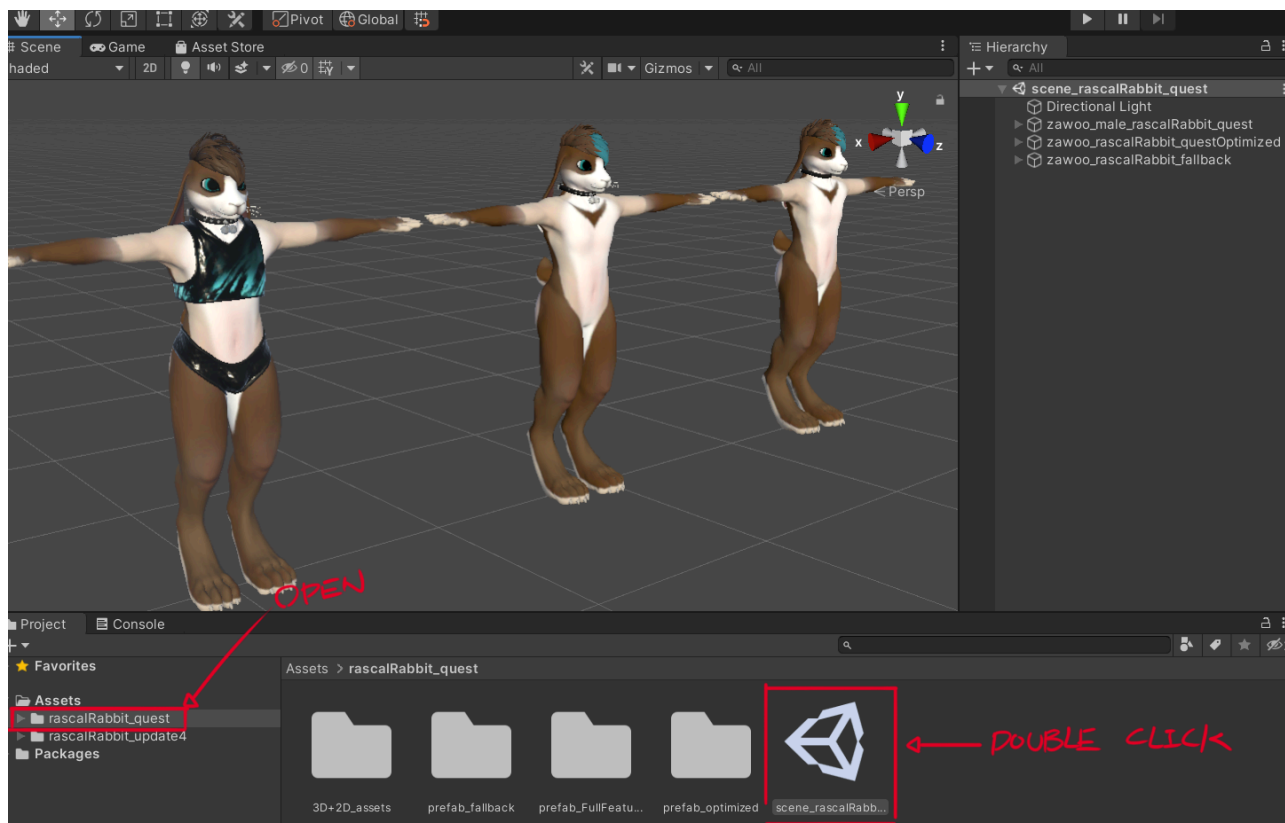 Pivot Global
# Scene Game Asset Store
haded 2D 0 Gizmos All
Hierarchy
All
scene_rascalRabbit_quest
Directional Light
zawoo_male_rascalRabbit_quest
zawoo_rascalRabbit_questOptimized
zawoo_rascalRabbit_fallback
y
x z
< Persp
OPEN
Project Console
Favorites
Assets > rascalRabbit_quest
Assets
rascalRabbit_quest
rascalRabbit_update4
Packages
DOUBLE CLICK
3D+2D_assets prefab_fallback prefab_FullFeatu... prefab_optimized scene_rascalRabb...